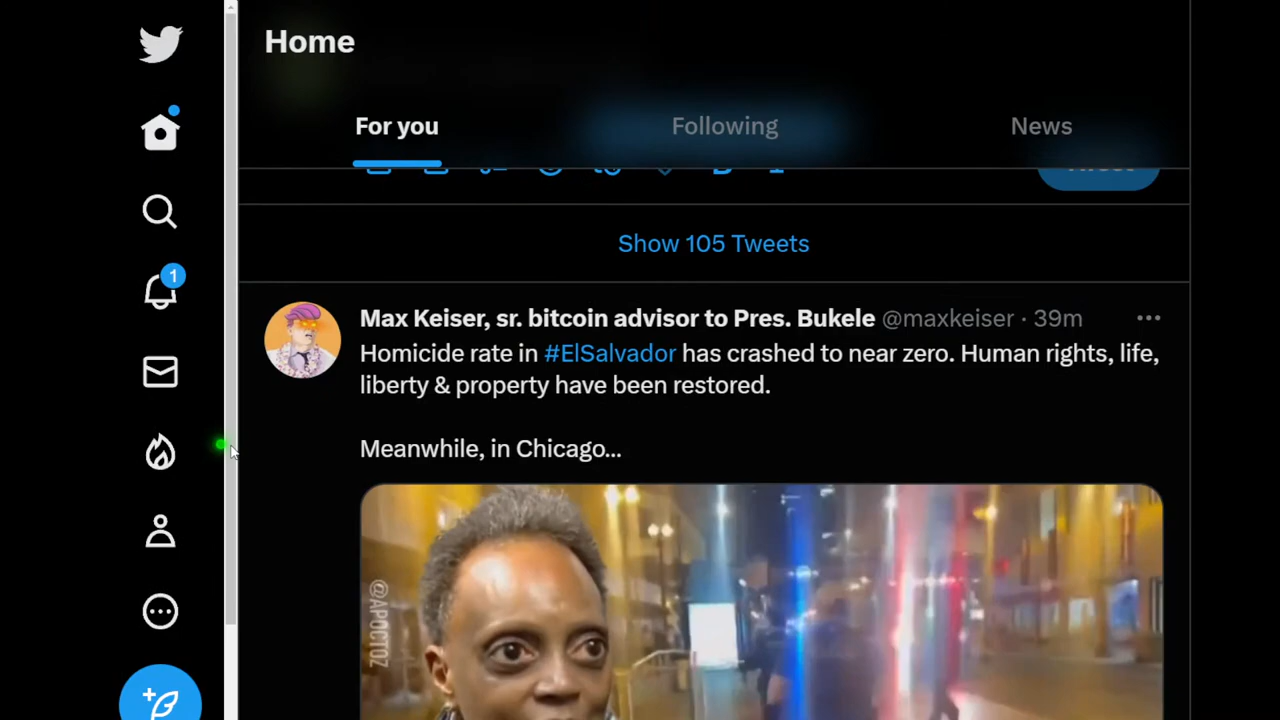 Home
For you
Following
News
Show 105 Tweets
1
Max Keiser, sr. bitcoin advisor to Pres. Bukele @maxkeiser · 39m
Homicide rate in #ElSalvador has crashed to near zero. Human rights, life,
liberty & property have been restored.
Meanwhile, in Chicago...
@APOCTOZ